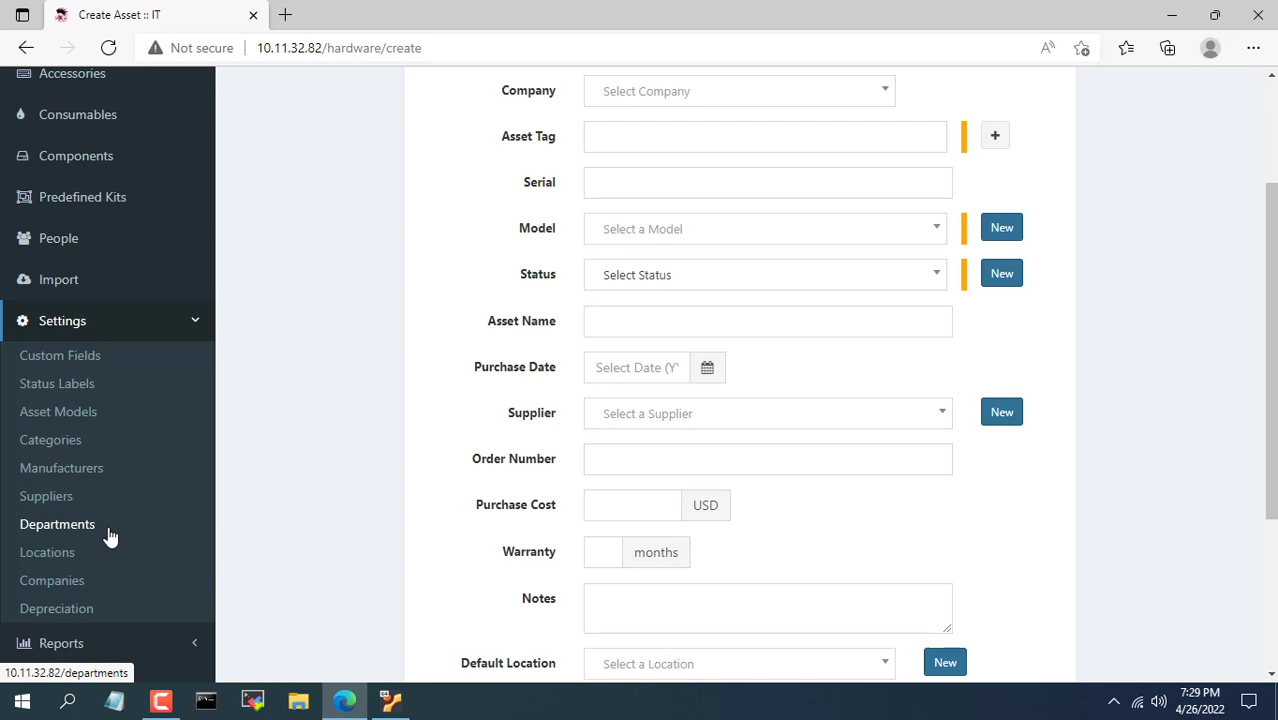 Create Asset :: IT
Not secure
10.11.32.82/hardware/create
Accessories
Consumables
Components
Predefined Kits
People
Import
Settings
Custom Fields
Status Labels
Asset Models
Categories
Manufacturers
Suppliers
Departments
Locations
Companies
Depreciation
Reports
10.11.32.82/departments
Company Select Company
Asset Tag
Serial
Model Select a Model New
Status Select Status New
Asset Name
Purchase Date Select Date (Y
Supplier Select a Supplier New
Order Number
Purchase Cost USD
Warranty months
Notes
Default Location Select a Location New
7:29 PM
4/26/2022